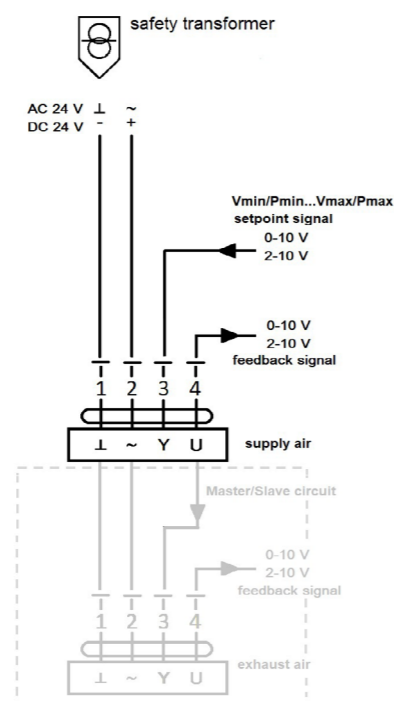 safety transformer
AC 24 V ⊥ ~
DC 24 V - +
Vmin/Pmin...Vmax/Pmax
setpoint signal
0-10 V
2-10 V
0-10 V
2-10 V
feedback signal
1 2 3 4
⊥ ~ Y U
supply air
Master/Slave circuit
0-10 V
2-10 V
feedback signal
1 2 3 4
⊥ ~ Y U
exhaust air